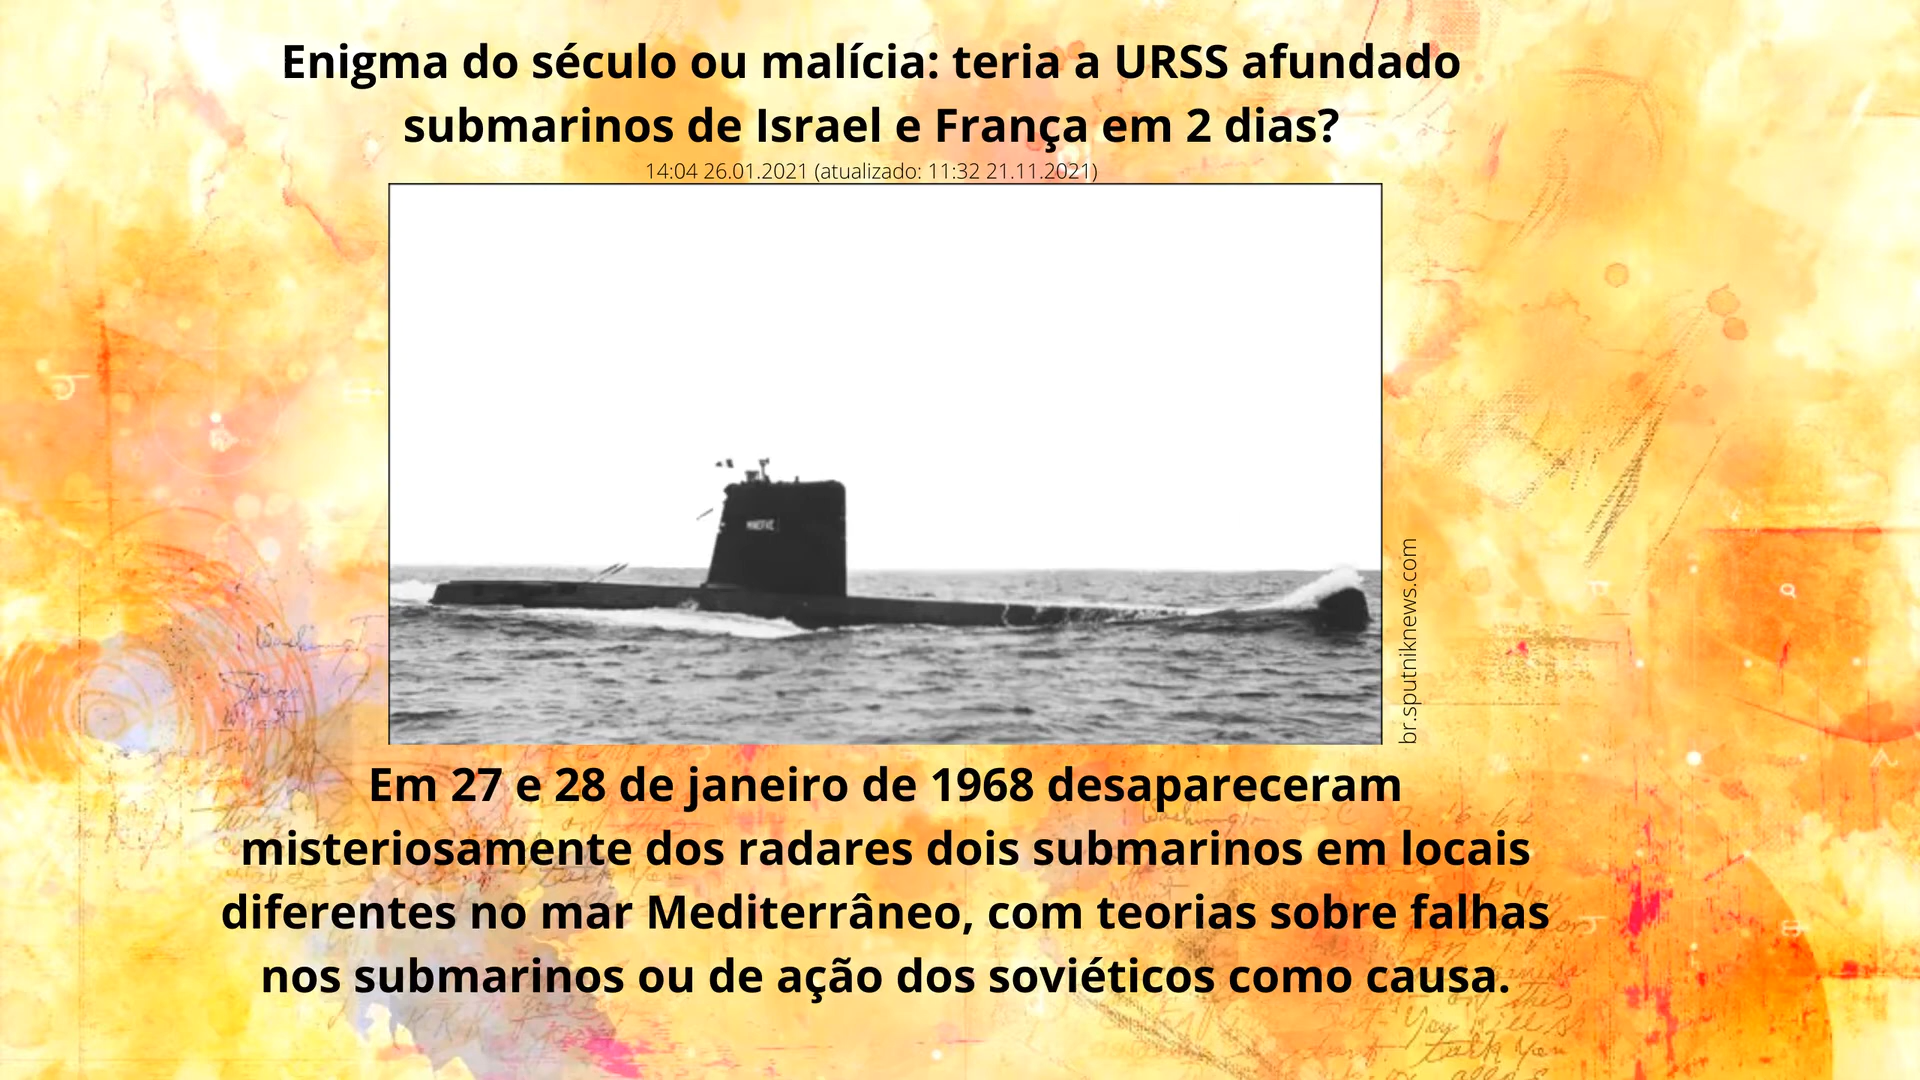 Enigma do século ou malícia: teria a URSS afundado
submarinos de Israel e França em 2 dias?
14:04 26.01.2021 (atualizado: 11:32 21.11.2021)
MINERVE
br.sputniknews.com
Em 27 e 28 de janeiro de 1968 desapareceram
misteriosamente dos radares dois submarinos em locais
diferentes no mar Mediterrâneo, com teorias sobre falhas
nos submarinos ou de ação dos soviéticos como causa.